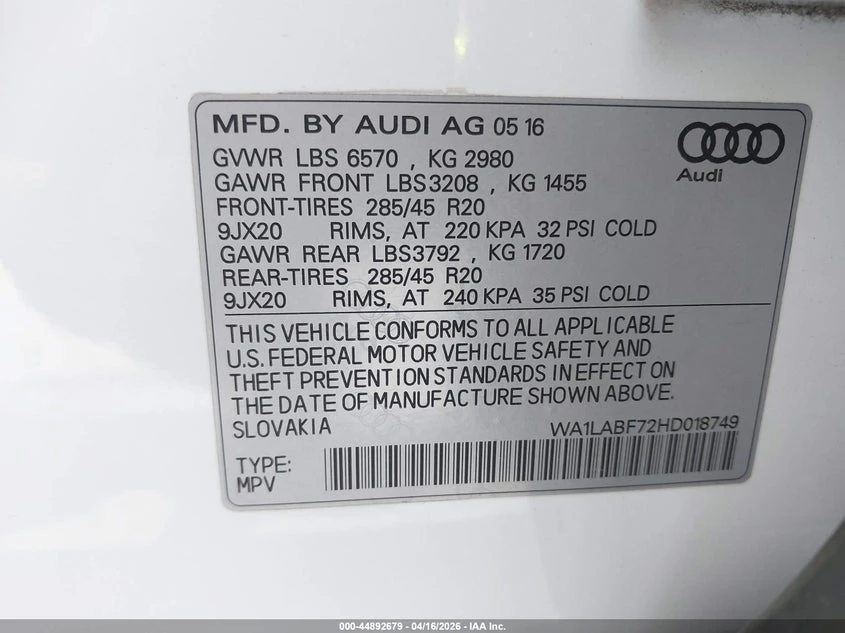 MFD. BY AUDI AG 05 16
GVWR LBS 6570 , KG 2980
GAWR FRONT LBS3208 , KG 1455
FRONT-TIRES 285/45 R20
9JX20 RIMS, AT 220 KPA 32 PSI COLD
GAWR REAR LBS3792 , KG 1720
REAR-TIRES 285/45 R20
9JX20 RIMS, AT 240 KPA 35 PSI COLD
Audi
THIS VEHICLE CONFORMS TO ALL APPLICABLE
U.S. FEDERAL MOTOR VEHICLE SAFETY AND
THEFT PREVENTION STANDARDS IN EFFECT ON
THE DATE OF MANUFACTURE SHOWN ABOVE.
SLOVAKIA WA1LABF72HD018749
TYPE:
MPV
000-44892679 - 04/16/2026 - IAA Inc.